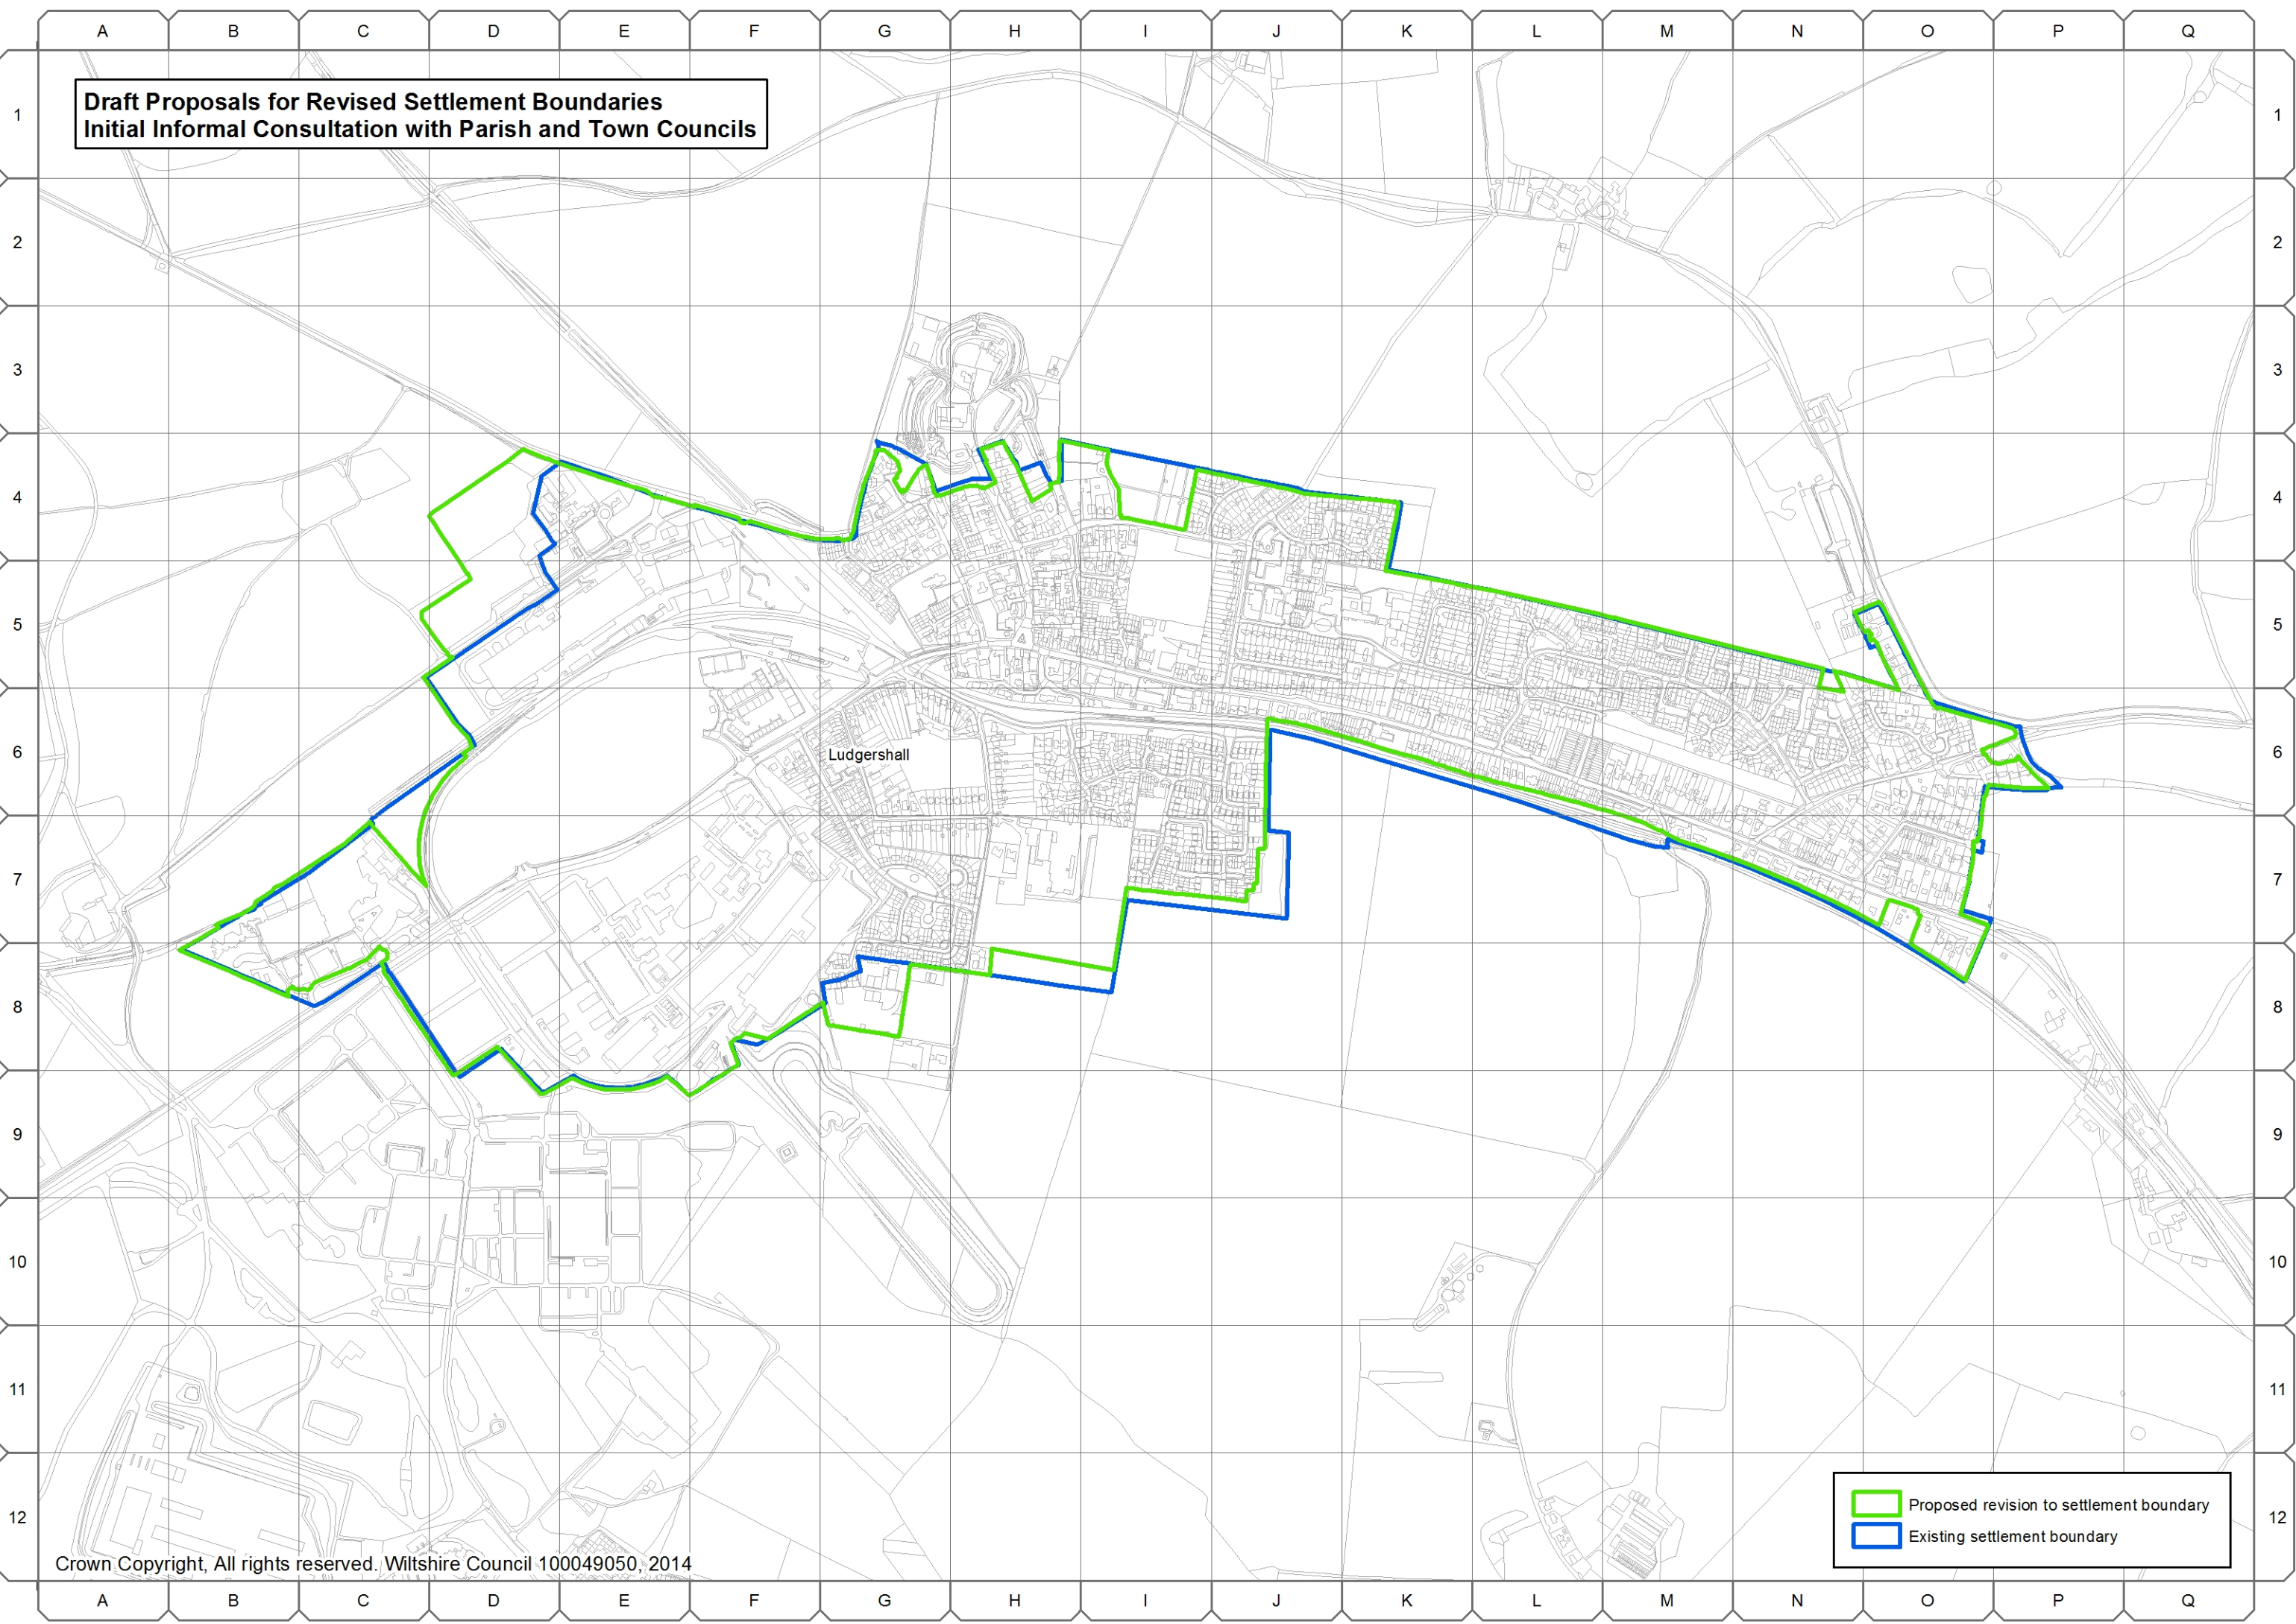 A B C D E F G H I J K L M N O P Q
Draft Proposals for Revised Settlement Boundaries
Initial Informal Consultation with Parish and Town Councils
1 1
2 2
3 3
4 4
5 5
6 6
Ludgershall
7 7
8 8
9 9
10 10
11 11
Proposed revision to settlement boundary
12 12
Existing settlement boundary
Crown Copyright, All rights reserved. Wiltshire Council 100049050, 2014
A B C D E F G H I J K L M N O P Q